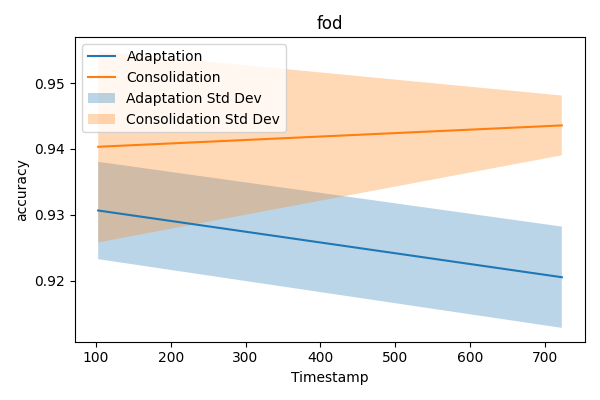 fod
Adaptation
Consolidation
Adaptation Std Dev
Consolidation Std Dev
accuracy
0.95
0.94
0.93
0.92
100 200 300 400 500 600 700
Timestamp